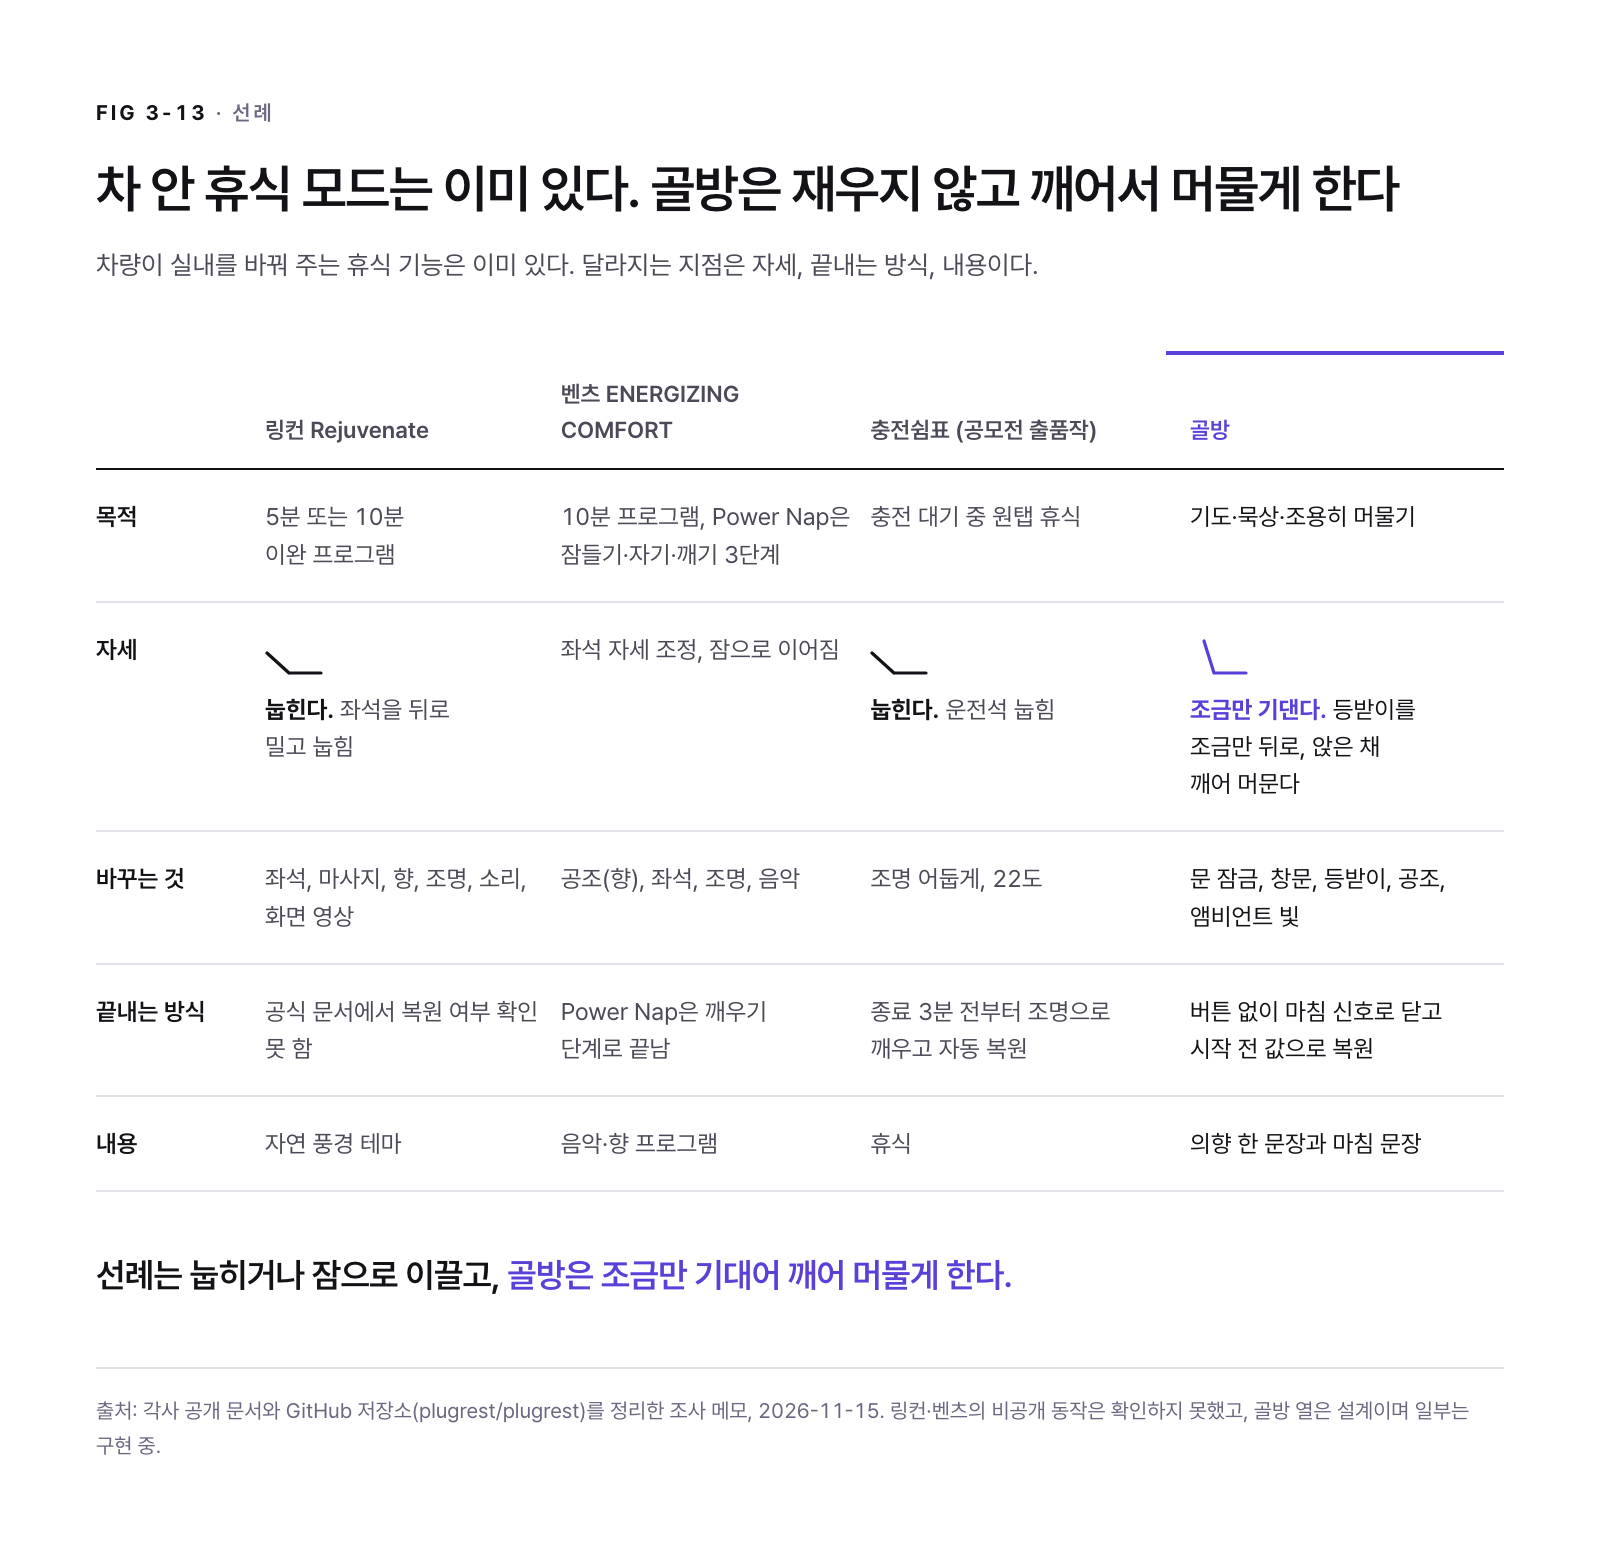 FIG 3-13 · 선례
차 안 휴식 모드는 이미 있다. 골방은 재우지 않고 깨어서 머물게 한다
차량이 실내를 바꿔 주는 휴식 기능은 이미 있다. 달라지는 지점은 자세, 끝내는 방식, 내용이다.
링컨 Rejuvenate
벤츠 ENERGIZING
COMFORT
충전쉼표 (공모전 출품작)
골방
목적
5분 또는 10분
이완 프로그램
10분 프로그램, Power Nap은
잠들기·자기·깨기 3단계
충전 대기 중 원탭 휴식
기도·묵상·조용히 머물기
자세
눕힌다. 좌석을 뒤로
밀고 눕힘
좌석 자세 조정, 잠으로 이어짐
눕힌다. 운전석 눕힘
조금만 기댄다. 등받이를
조금만 뒤로, 앉은 채
깨어 머문다
바꾸는 것
좌석, 마사지, 향, 조명, 소리,
화면 영상
공조(향), 좌석, 조명, 음악
조명 어둡게, 22도
문 잠금, 창문, 등받이, 공조,
앰비언트 빛
끝내는 방식
공식 문서에서 복원 여부 확인
못 함
Power Nap은 깨우기
단계로 끝남
종료 3분 전부터 조명으로
깨우고 자동 복원
버튼 없이 마침 신호로 닫고
시작 전 값으로 복원
내용
자연 풍경 테마
음악·향 프로그램
휴식
의향 한 문장과 마침 문장
선례는 눕히거나 잠으로 이끌고, 골방은 조금만 기대어 깨어 머물게 한다.
출처: 각사 공개 문서와 GitHub 저장소(plugrest/plugrest)를 정리한 조사 메모, 2026-11-15. 링컨·벤츠의 비공개 동작은 확인하지 못했고, 골방 열은 설계이며 일부는
구현 중.